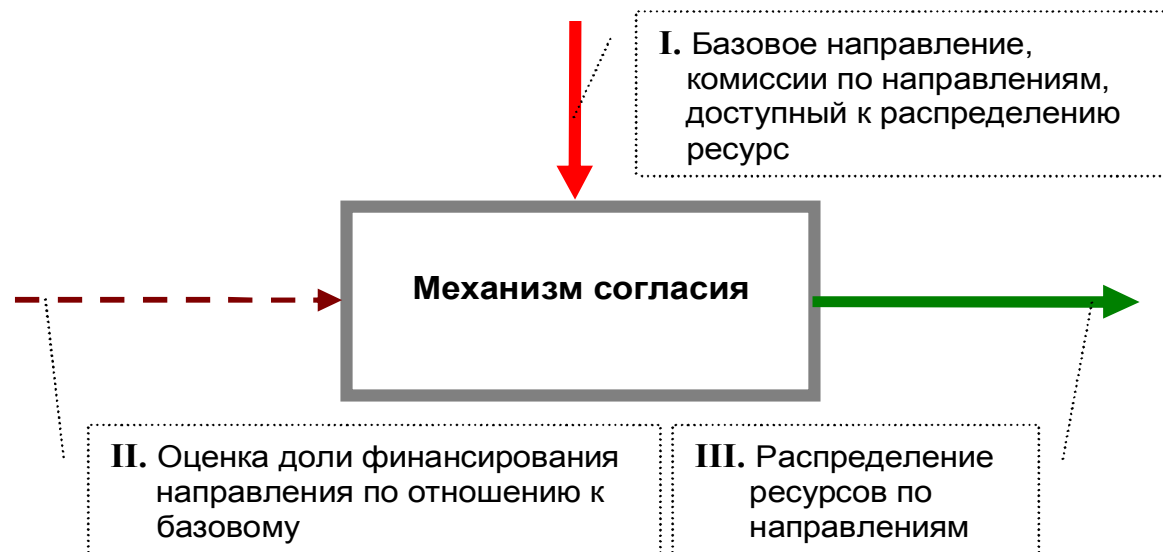 I. Базовое направление,
комиссии по направлениям,
доступный к распределению
ресурс
Механизм согласия
II. Оценка доли финансирования
направления по отношению к
базовому
III. Распределение
ресурсов по
направлениям